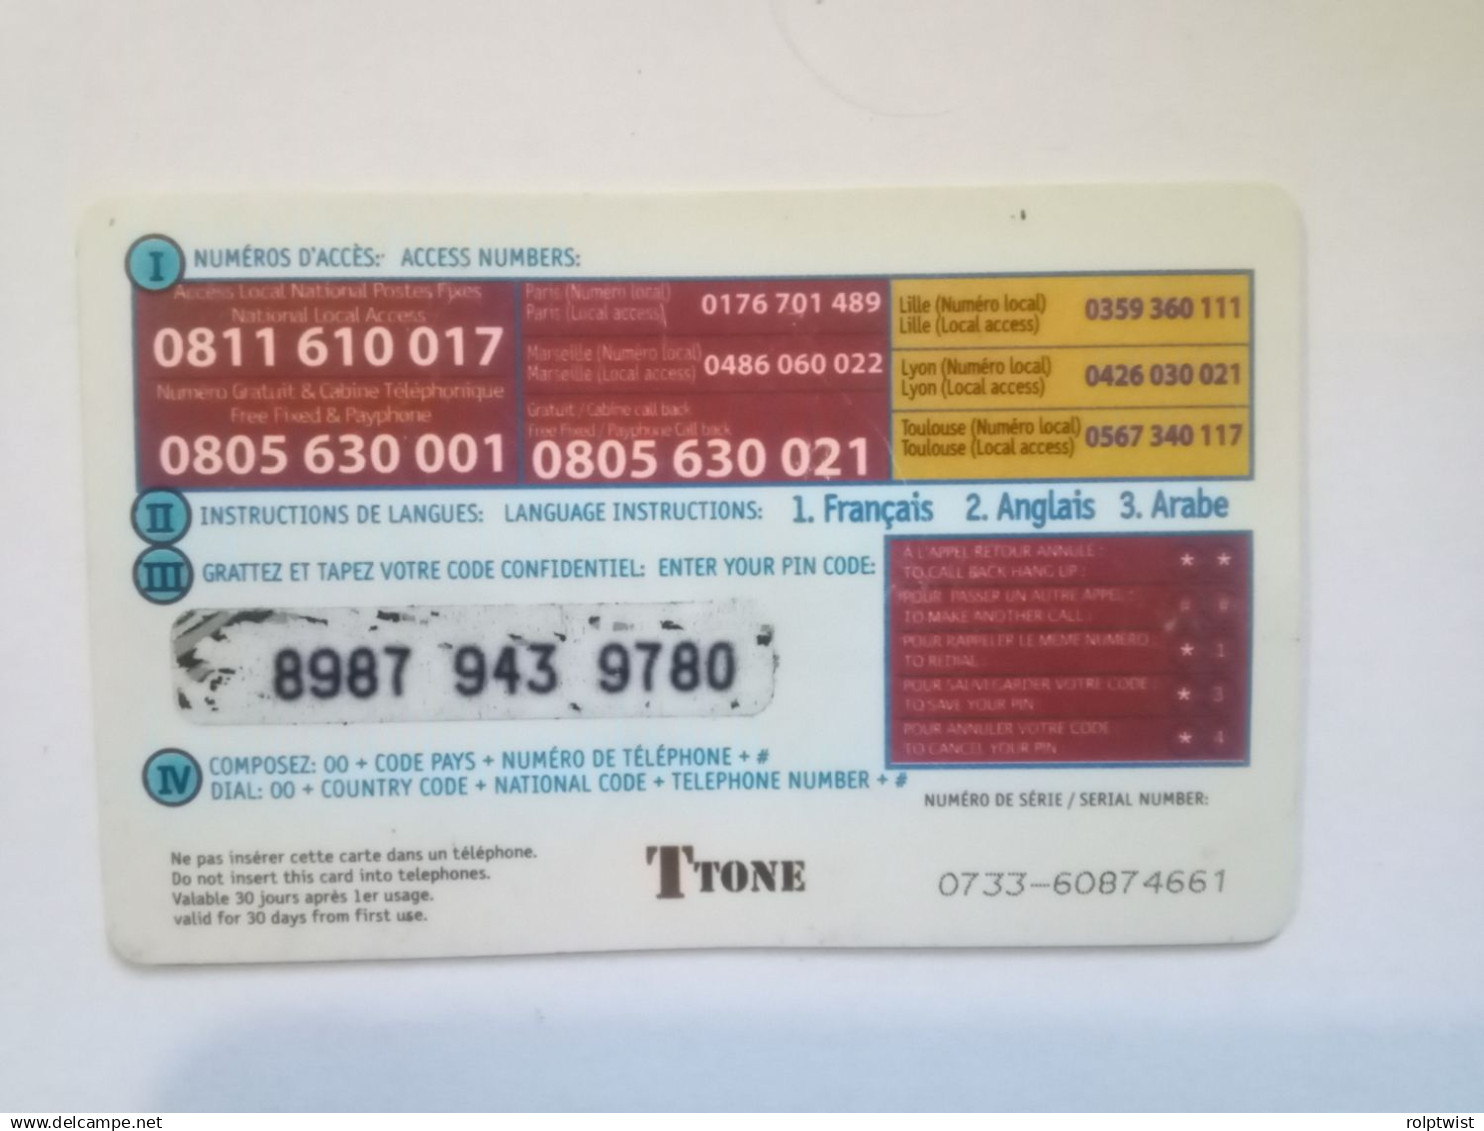 I NUMÉROS D'ACCÈS: ACCESS NUMBERS:
Accès Local National Postes Fixes
National Local Access
0811 610 017
Numéro Gratuit & Cabine Téléphonique
Free Fixed & Payphone
0805 630 001
Paris (Numéro local)
Paris (Local access)
0176 701 489
Marseille (Numéro local)
Marseille (Local access)
0486 060 022
Gratuit / Cabine call back
Free Fixed / Payphone Call back
0805 630 021
Lille (Numéro local)
Lille (Local access)
0359 360 111
Lyon (Numéro local)
Lyon (Local access)
0426 030 021
Toulouse (Numéro local)
Toulouse (Local access)
0567 340 117
II INSTRUCTIONS DE LANGUES: LANGUAGE INSTRUCTIONS: 1. Français 2. Anglais 3. Arabe
III GRATTEZ ET TAPEZ VOTRE CODE CONFIDENTIEL: ENTER YOUR PIN CODE:
8987 943 9780
A L'APPEL RETOUR ANNULE :
TO CALL BACK HANG UP : * *
POUR PASSER UN AUTRE APPEL :
TO MAKE ANOTHER CALL : # #
POUR RAPPELER LE MEME NUMÉRO :
TO REDIAL : * 1
POUR SAUVEGARDER VOTRE CODE
TO SAVE YOUR PIN * 3
POUR ANNULER VOTRE CODE
TO CANCEL YOUR PIN * 4
IV COMPOSEZ: 00 + CODE PAYS + NUMÉRO DE TÉLÉPHONE + #
DIAL: 00 + COUNTRY CODE + NATIONAL CODE + TELEPHONE NUMBER + #
NUMÉRO DE SÉRIE / SERIAL NUMBER:
0733-60874661
Ne pas insérer cette carte dans un téléphone.
Do not insert this card into telephones.
Valable 30 jours après 1er usage.
valid for 30 days from first use.
TTONE
www.delcampe.net
rolptwist